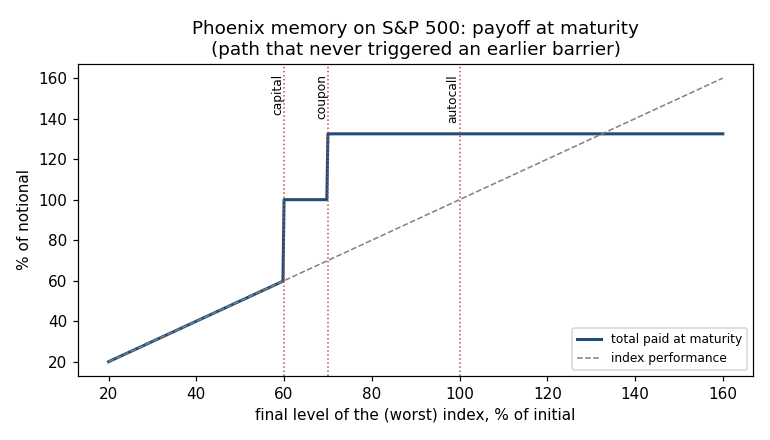 Phoenix memory on S&P 500: payoff at maturity
(path that never triggered an earlier barrier)
capital
coupon
autocall
% of notional
160
140
120
100
80
60
40
20
total paid at maturity
index performance
20 40 60 80 100 120 140 160
final level of the (worst) index, % of initial